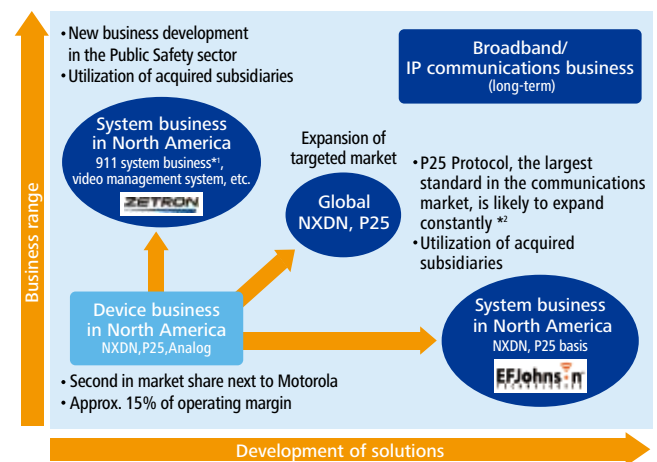 • New business development
in the Public Safety sector
• Utilization of acquired subsidiaries
Broadband/
IP communications business
(long-term)
System business
in North America
911 system business*1,
video management system, etc.
ZETRON
Expansion of
targeted market
Global
NXDN, P25
• P25 Protocol, the largest
standard in the communications
market, is likely to expand
constantly *2
• Utilization of acquired
subsidiaries
Business range
Device business
in North America
NXDN,P25,Analog
System business
in North America
NXDN, P25 basis
EFJohnson
TECHNOLOGIES
• Second in market share next to Motorola
• Approx. 15% of operating margin
Development of solutions